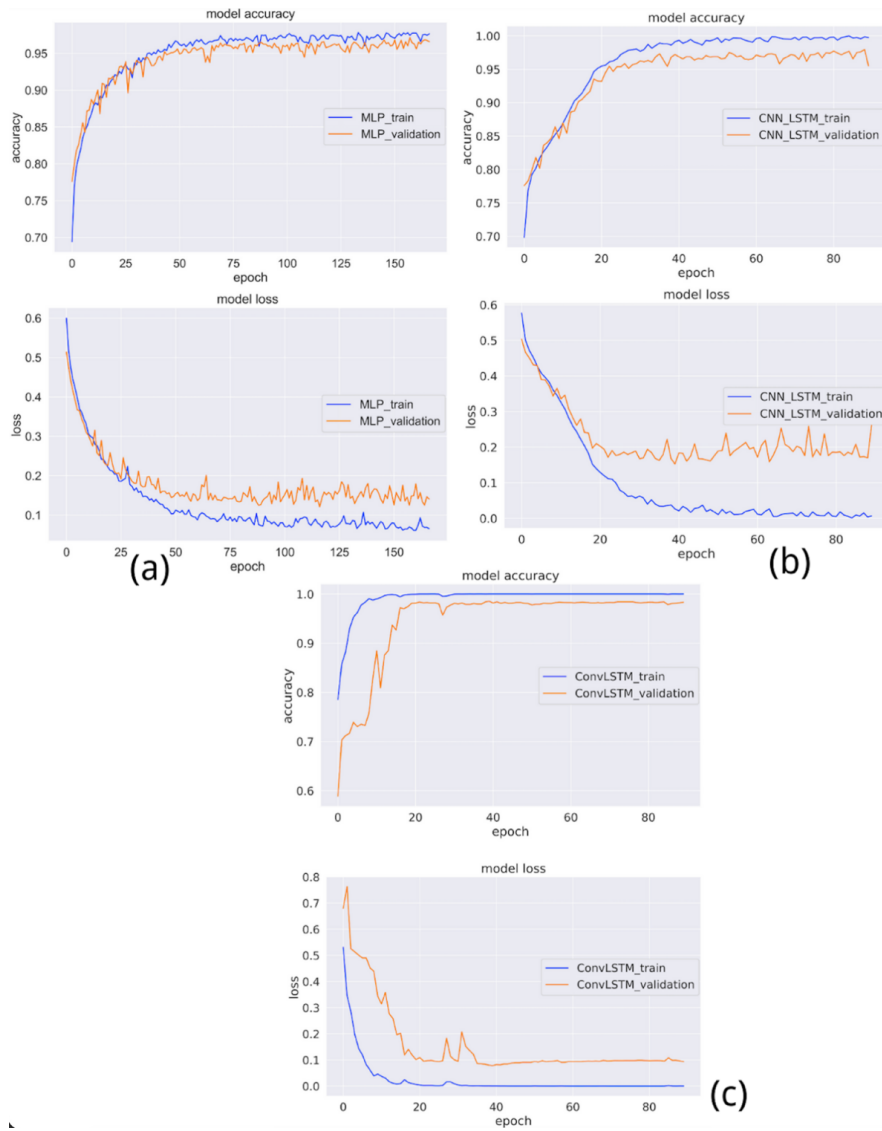 model accuracy
0.95
0.90
0.85
0.80
0.75
0.70
accuracy
MLP_train
MLP_validation
0 25 50 75 100 125 150
epoch
model accuracy
1.00
0.95
0.90
0.85
0.80
0.75
0.70
accuracy
CNN_LSTM_train
CNN_LSTM_validation
0 20 40 60 80
epoch
model loss
0.6
0.5
0.4
0.3
0.2
0.1
loss
MLP_train
MLP_validation
0 25 50 75 100 125 150
epoch
(a)
model loss
0.6
0.5
0.4
0.3
0.2
0.1
0.0
loss
CNN_LSTM_train
CNN_LSTM_validation
0 20 40 60 80
epoch
(b)
model accuracy
1.0
0.9
0.8
0.7
0.6
accuracy
ConvLSTM_train
ConvLSTM_validation
0 20 40 60 80
epoch
model loss
0.8
0.7
0.6
0.5
0.4
0.3
0.2
0.1
0.0
loss
ConvLSTM_train
ConvLSTM_validation
0 20 40 60 80
epoch
(c)